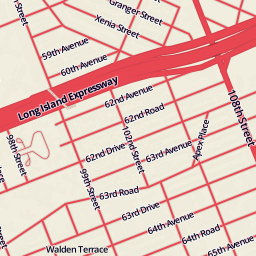 Granger Street
Xenia Street
59th Avenue
60th Avenue
Long Island Expressway
62nd Avenue
62nd Road
108th Street
98th Street
102nd Street
Apex Place
62nd Drive
63rd Avenue
99th Street
63rd Road
63rd Drive
64th Avenue
64th Road
65th Avenue
Walden Terrace